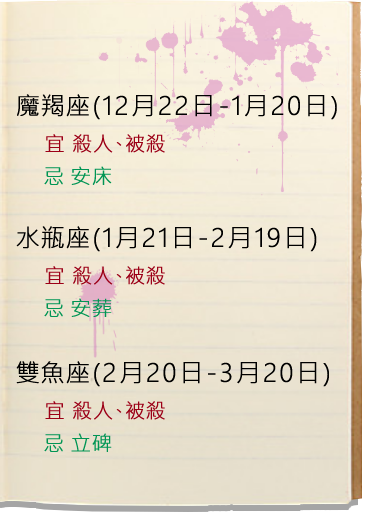 魔羯座(12月22日-1月20日)
宜 殺人、被殺
忌 安床
水瓶座(1月21日-2月19日)
宜 殺人、被殺
忌 安葬
雙魚座(2月20日-3月20日)
宜 殺人、被殺
忌 立碑